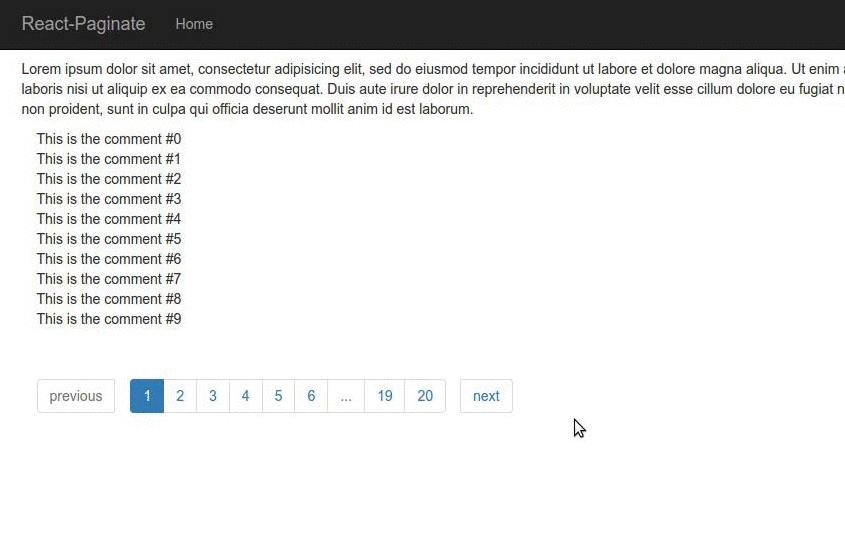 React-Paginate Home
Lorem ipsum dolor sit amet, consectetur adipisicing elit, sed do eiusmod tempor incididunt ut labore et dolore magna aliqua. Ut enim
laboris nisi ut aliquip ex ea commodo consequat. Duis aute irure dolor in reprehenderit in voluptate velit esse cillum dolore eu fugiat
non proident, sunt in culpa qui officia deserunt mollit anim id est laborum.
This is the comment #0
This is the comment #1
This is the comment #2
This is the comment #3
This is the comment #4
This is the comment #5
This is the comment #6
This is the comment #7
This is the comment #8
This is the comment #9
previous 1 2 3 4 5 6 ... 19 20 next